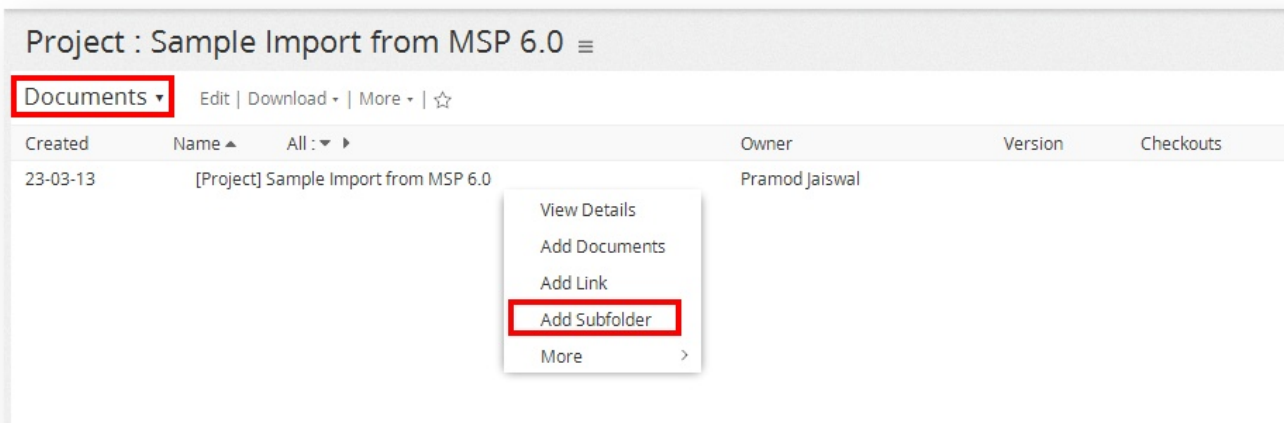 Project : Sample Import from MSP 6.0
Documents Edit | Download | More |
Created Name All : Owner Version Checkouts
23-03-13 [Project] Sample Import from MSP 6.0 Pramod Jaiswal
View Details
Add Documents
Add Link
Add Subfolder
More